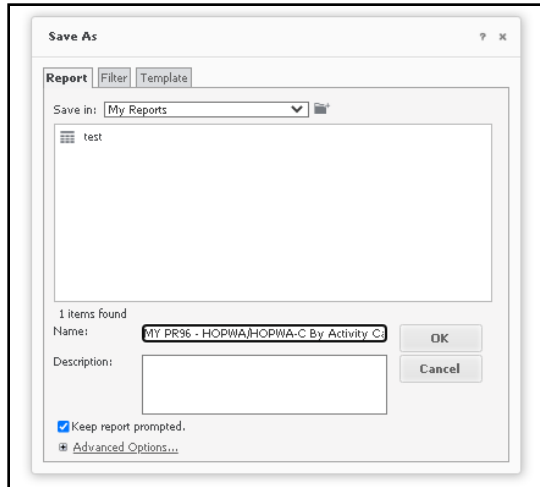 Save As ? ×
Report Filter Template
Save in: My Reports
test
1 items found
Name: MY PR96 - HOPWA/HOPWA-C By Activity Ca
OK
Description:
Cancel
Keep report prompted.
Advanced Options...